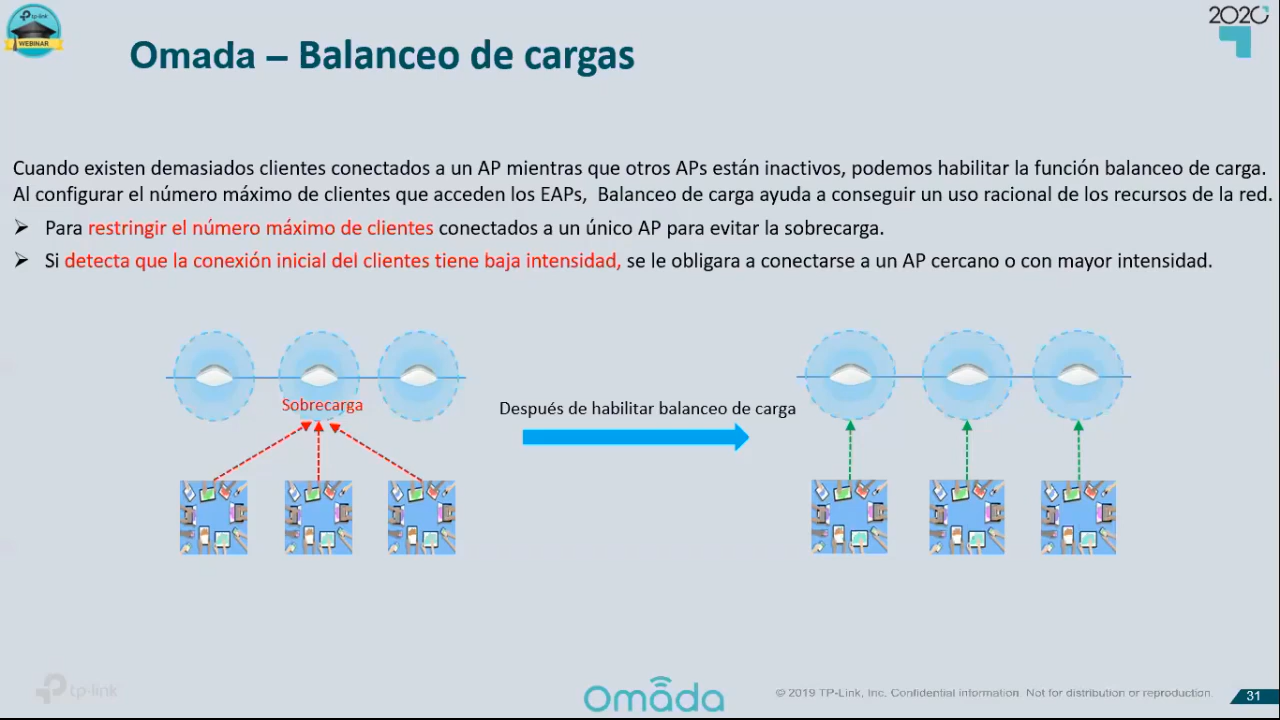 tp-link
WEBINAR
2020
Omada – Balanceo de cargas
Cuando existen demasiados clientes conectados a un AP mientras que otros APs están inactivos, podemos habilitar la función balanceo de carga.
Al configurar el número máximo de clientes que acceden los EAPs, Balanceo de carga ayuda a conseguir un uso racional de los recursos de la red.
➢ Para restringir el número máximo de clientes conectados a un único AP para evitar la sobrecarga.
➢ Si detecta que la conexión inicial del clientes tiene baja intensidad, se le obligara a conectarse a un AP cercano o con mayor intensidad.
Sobrecarga
Después de habilitar balanceo de carga
tp-link
omada
© 2019 TP-Link, Inc. Confidential information. Not for distribution or reproduction.
31